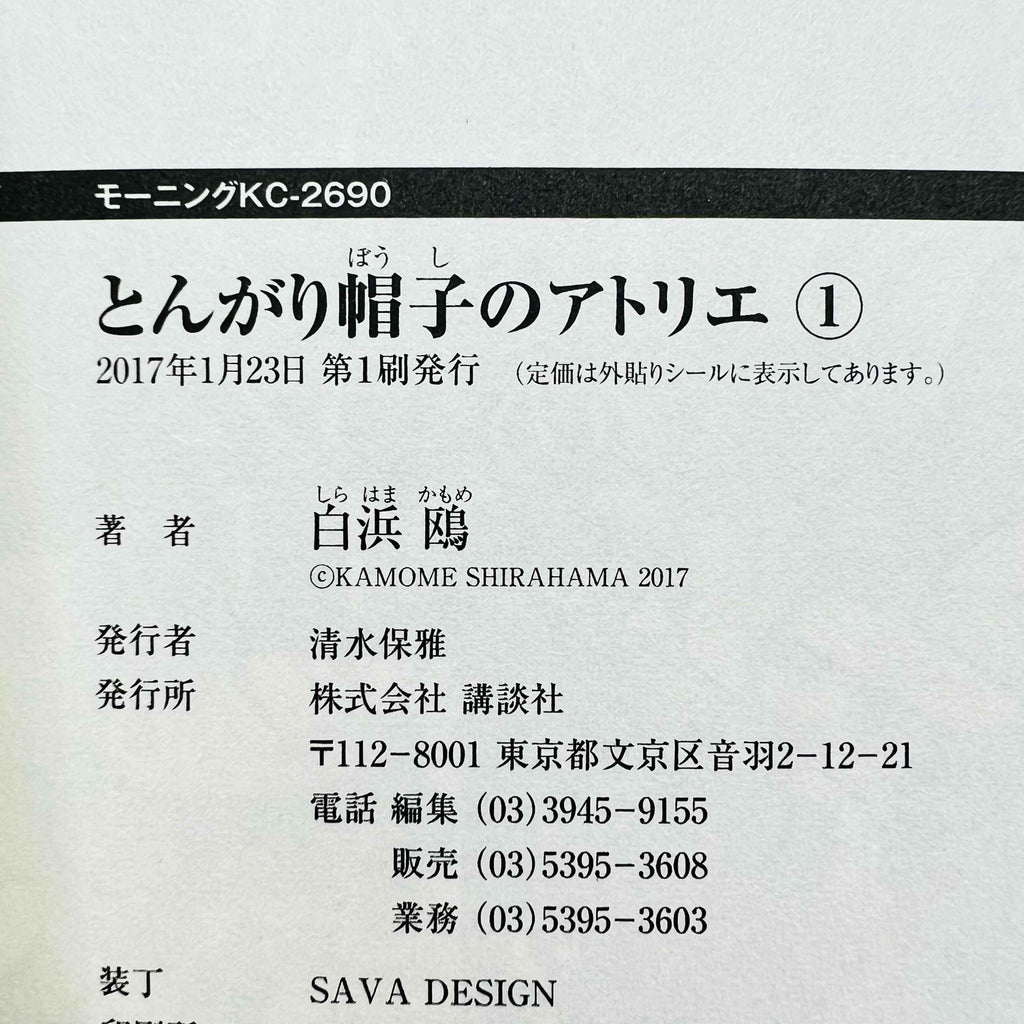 モーニングKC-2690
ぼう し
とんがり帽子のアトリエ ①
2017年1月23日 第1刷発行 （定価は外貼りシールに表示してあります。）
しら はま かもめ
著 者 白浜 鷗
ⓒKAMOME SHIRAHAMA 2017
発行者 清水保雅
発行所 株式会社 講談社
〒112-8001 東京都文京区音羽2-12-21
電話 編集 (03)3945-9155
販売 (03)5395-3608
業務 (03)5395-3603
装丁 SAVA DESIGN